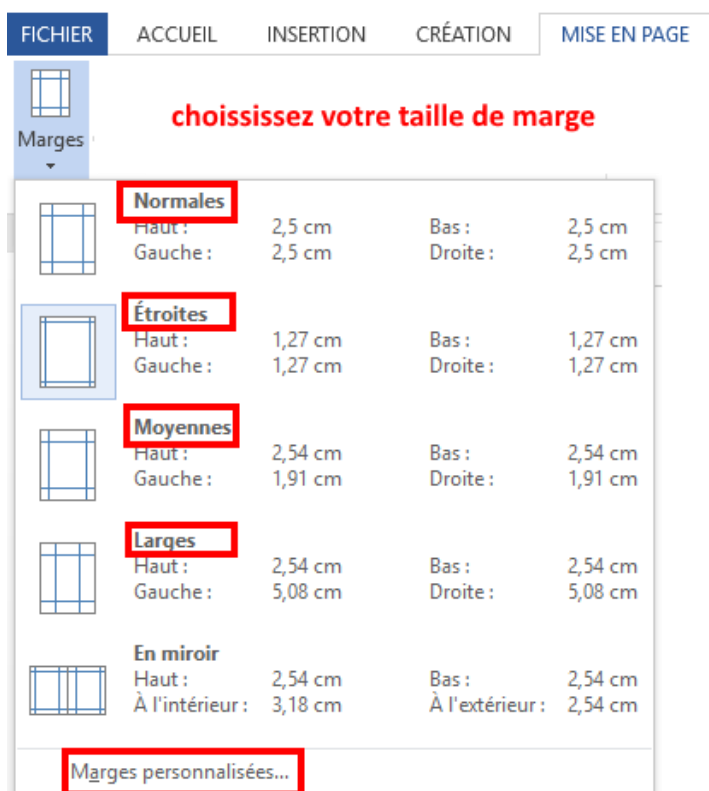 FICHIER ACCUEIL INSERTION CRÉATION MISE EN PAGE
Marges
choississez votre taille de marge
Normales
Haut : 2,5 cm Bas : 2,5 cm
Gauche : 2,5 cm Droite : 2,5 cm
Étroites
Haut : 1,27 cm Bas : 1,27 cm
Gauche : 1,27 cm Droite : 1,27 cm
Moyennes
Haut : 2,54 cm Bas : 2,54 cm
Gauche : 1,91 cm Droite : 1,91 cm
Larges
Haut : 2,54 cm Bas : 2,54 cm
Gauche : 5,08 cm Droite : 5,08 cm
En miroir
Haut : 2,54 cm Bas : 2,54 cm
À l'intérieur : 3,18 cm À l'extérieur : 2,54 cm
Marges personnalisées...